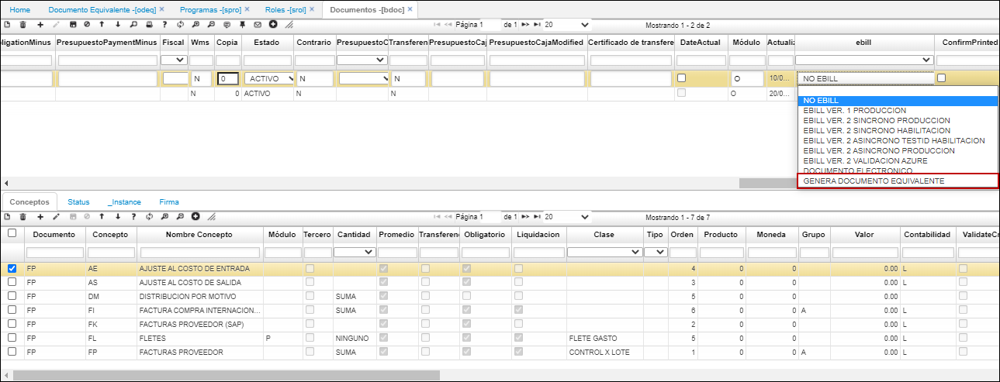 Home Documento Equivalente -[odeq] × Programas -[spro] × Roles -[srol] × Documentos -[bdoc] ×
Página 1 de 1 20 Mostrando 1 - 2 de 2
ligationMinus PresupuestoPaymentMinus Fiscal Wms Copia Estado Contrario PresupuestoC Transferen PresupuestoCaj PresupuestoCajaModified Certificado de transfere DateActual Módulo Actualiz ebill ConfirmPrinted
N 0 ACTIVO N N O 10/0... NO EBILL
N 0 ACTIVO N N O 20/0...
NO EBILL
EBILL VER. 1 PRODUCCION
EBILL VER. 2 SINCRONO PRODUCCION
EBILL VER. 2 SINCRONO HABILITACION
EBILL VER. 2 ASINCRONO TESTID HABILITACION
EBILL VER. 2 ASINCRONO PRODUCCION
EBILL VER. 2 VALIDACION AZURE
DOCUMENTO ELECTRONICO
GENERA DOCUMENTO EQUIVALENTE
Conceptos Status _Instance Firma
Página 1 de 1 20 Mostrando 1 - 7 de 7
Documento Concepto Nombre Concepto Módulo Tercero Cantidad Promedio Transferenc Obligatorio Liquidacion Clase Tipo Orden Producto Moneda Grupo Valor Contabilidad ValidateCr
FP AE AJUSTE AL COSTO DE ENTRADA 4 0 0 0.00 L
FP AS AJUSTE AL COSTO DE SALIDA 3 0 0 0.00 L
FP DM DISTRIBUCION POR MOTIVO SUMA 5 0 0 0.00
FP FI FACTURA COMPRA INTERNACION... SUMA 6 0 0 A 0.00 L
FP FK FACTURAS PROVEEDOR (SAP) 2 0 0 0.00
FP FL FLETES P NINGUNO FLETE GASTO 5 0 0 0.00 L
FP FP FACTURAS PROVEEDOR SUMA CONTROL X LOTE 1 0 0 A 0.00 L